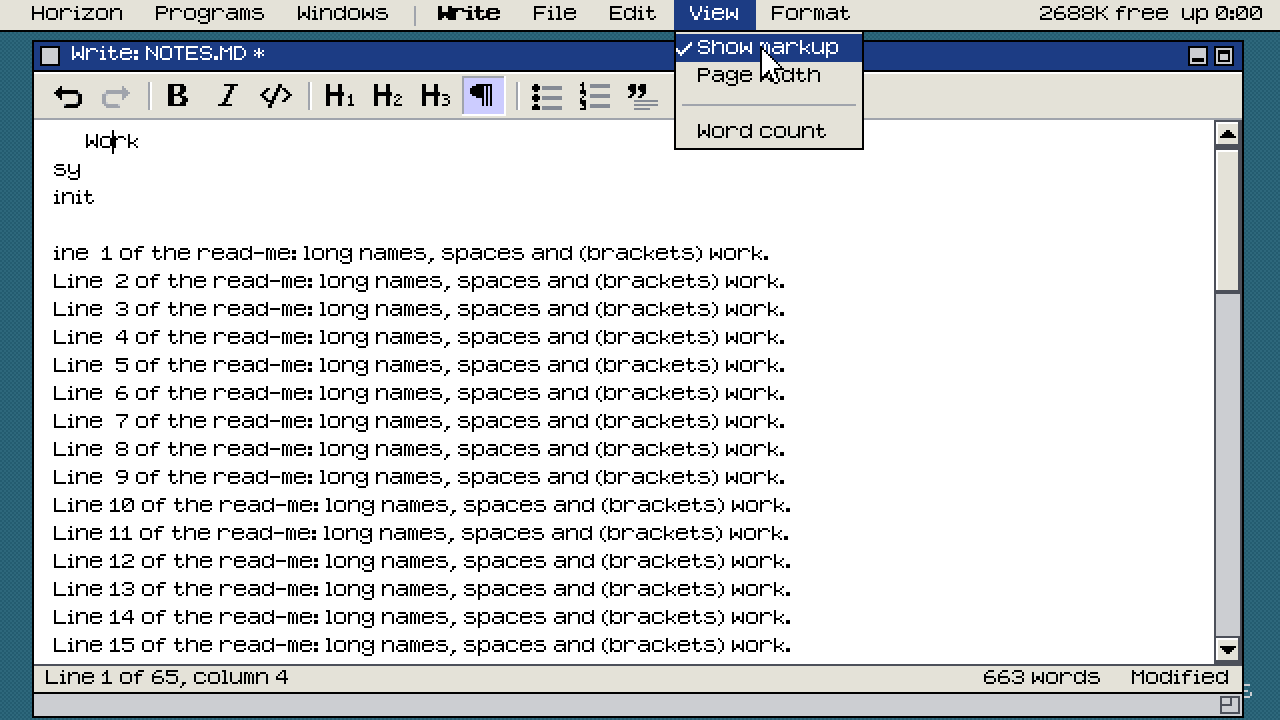 Horizon Programs Windows Write File Edit View Format 2688K free up 0:00
Write: NOTES.MD *
Show markup
Page width
Word count
B I </> H1 H2 H3 ¶
Work
sy
init
ine 1 of the read-me: long names, spaces and (brackets) work.
Line 2 of the read-me: long names, spaces and (brackets) work.
Line 3 of the read-me: long names, spaces and (brackets) work.
Line 4 of the read-me: long names, spaces and (brackets) work.
Line 5 of the read-me: long names, spaces and (brackets) work.
Line 6 of the read-me: long names, spaces and (brackets) work.
Line 7 of the read-me: long names, spaces and (brackets) work.
Line 8 of the read-me: long names, spaces and (brackets) work.
Line 9 of the read-me: long names, spaces and (brackets) work.
Line 10 of the read-me: long names, spaces and (brackets) work.
Line 11 of the read-me: long names, spaces and (brackets) work.
Line 12 of the read-me: long names, spaces and (brackets) work.
Line 13 of the read-me: long names, spaces and (brackets) work.
Line 14 of the read-me: long names, spaces and (brackets) work.
Line 15 of the read-me: long names, spaces and (brackets) work.
Line 1 of 65, column 4 663 words Modified